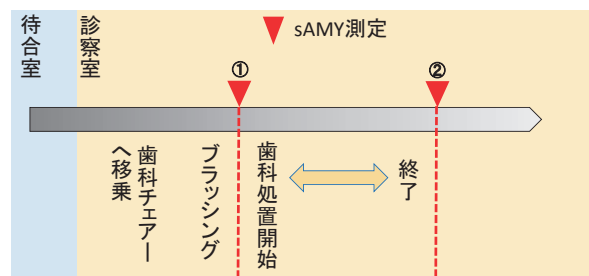 待合室
診察室
sAMY測定
①
②
歯科チェアー
へ移乗
ブラッシング
歯科処置開始
終了